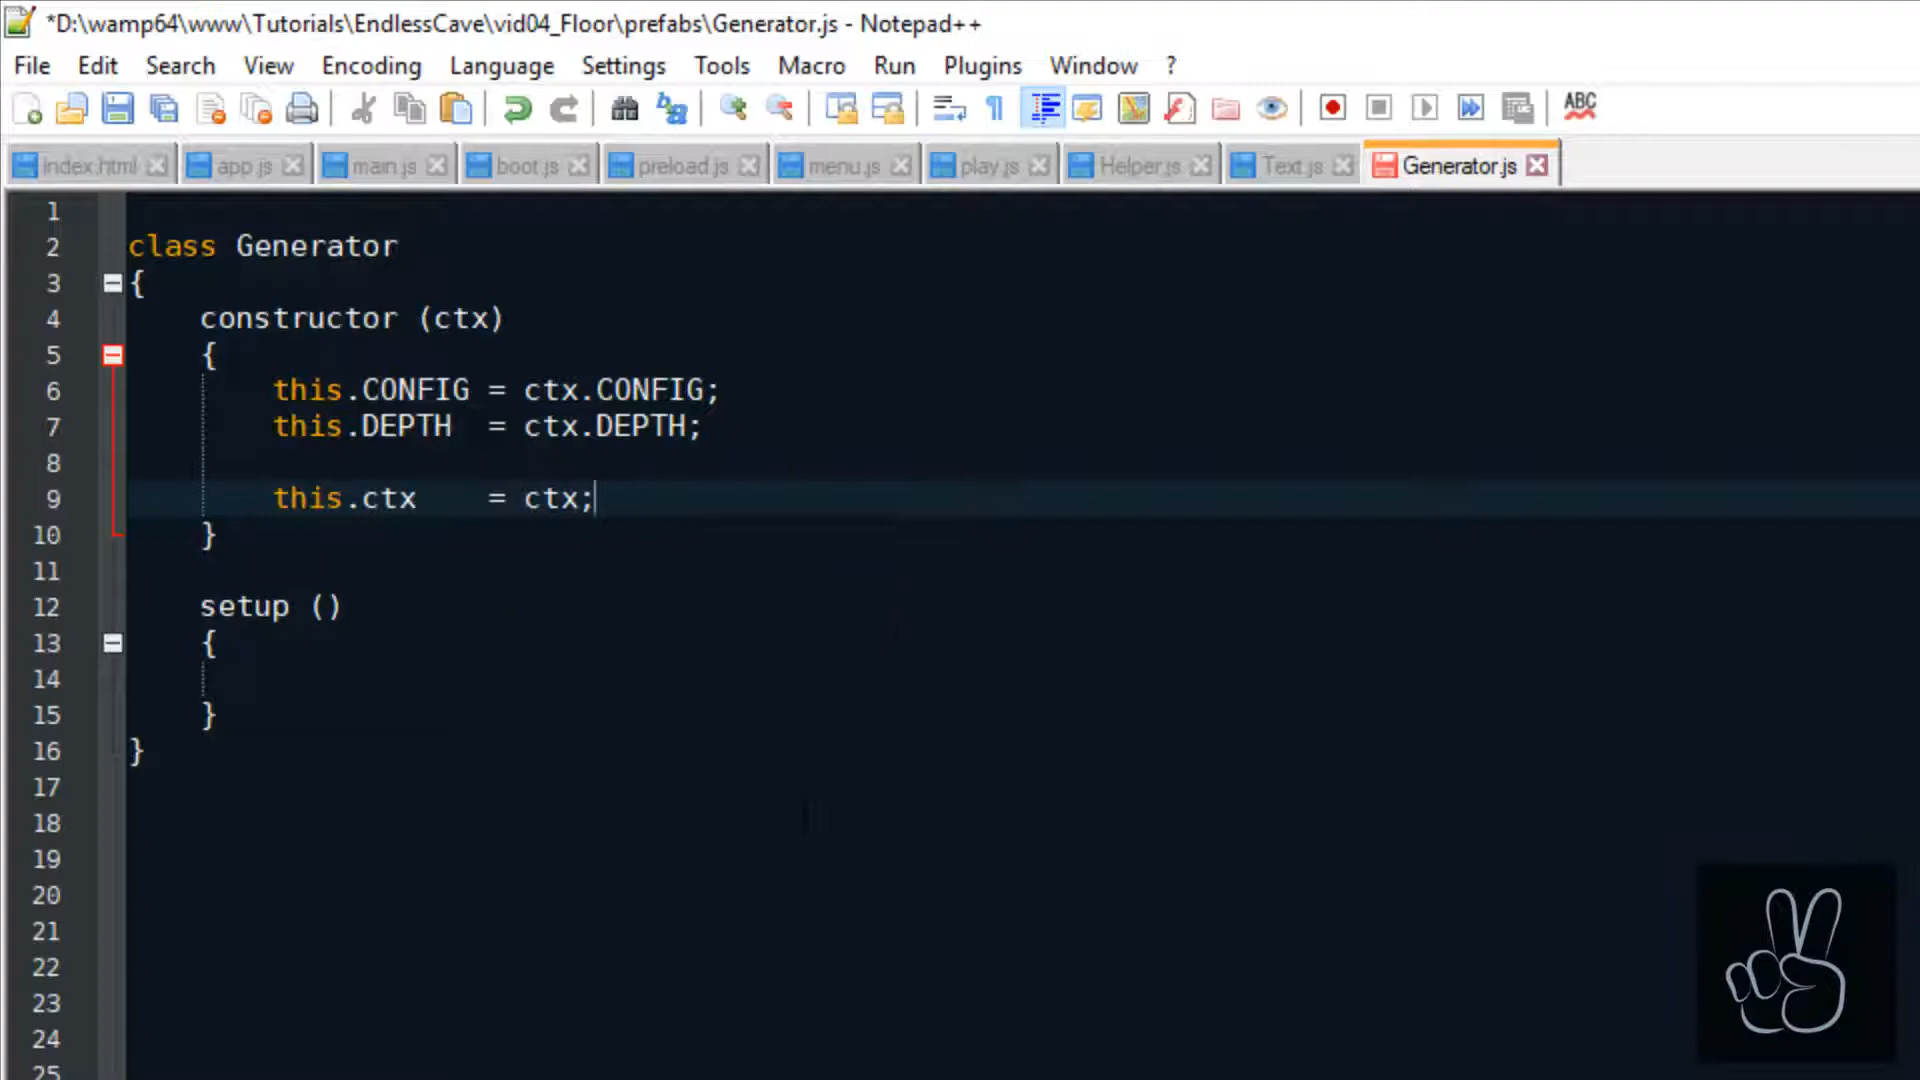 *D:\wamp64\www\Tutorials\EndlessCave\vid04_Floor\prefabs\Generator.js - Notepad++
File Edit Search View Encoding Language Settings Tools Macro Run Plugins Window ?
ABC
index.html app.js main.js boot.js preload.js menu.js play.js Helper.js Text.js Generator.js
1
2 class Generator
3 {
4 constructor (ctx)
5 {
6 this.CONFIG = ctx.CONFIG;
7 this.DEPTH = ctx.DEPTH;
8
9 this.ctx = ctx;
10 }
11
12 setup ()
13 {
14
15 }
16 }
17
18
19
20
21
22
23
24
25